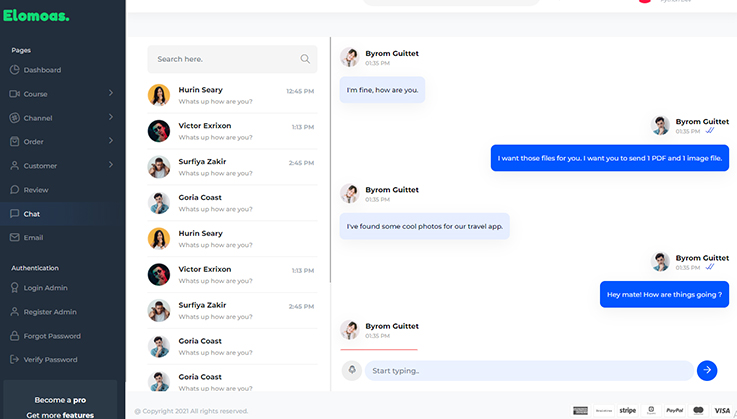 Elomoas.
Pages
Dashboard
Course
Channel
Order
Customer
Review
Chat
Email
Authentication
Login Admin
Register Admin
Forgot Password
Verify Password
Become a pro
Get more features
Search here.
Hurin Seary
12:45 PM
Whats up how are you?
Victor Exrixon
1:13 PM
Whats up how are you?
Surfiya Zakir
2:45 PM
Whats up how are you?
Goria Coast
Whats up how are you?
Hurin Seary
Whats up how are you?
Victor Exrixon
1:13 PM
Whats up how are you?
Surfiya Zakir
2:45 PM
Whats up how are you?
Goria Coast
Whats up how are you?
Goria Coast
Whats up how are you?
Byrom Guittet
01:35 PM
I'm fine, how are you.
Byrom Guittet
01:35 PM
I want those files for you. I want you to send 1 PDF and 1 image file.
Byrom Guittet
01:35 PM
I've found some cool photos for our travel app.
Byrom Guittet
01:35 PM
Hey mate! How are things going ?
Byrom Guittet
01:35 PM
Start typing..
@ Copyright 2021 All rights reserved.
stripe
PayPal
VISA